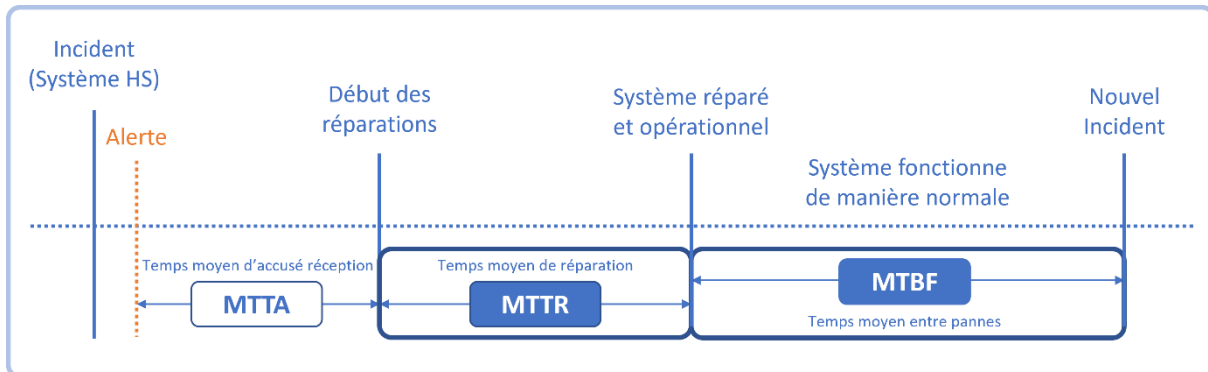 Incident
(Système HS)
Alerte
Début des
réparations
Système réparé
et opérationnel
Nouvel
Incident
Système fonctionne
de manière normale
Temps moyen d'accusé réception
MTTA
Temps moyen de réparation
MTTR
MTBF
Temps moyen entre pannes